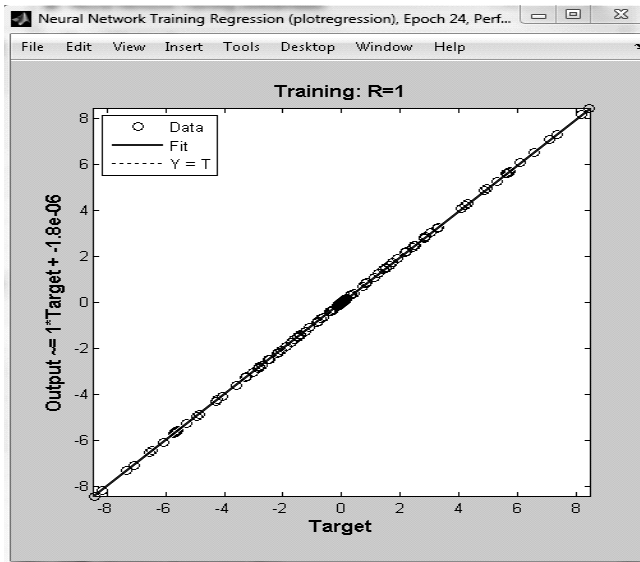 Neural Network Training Regression (plotregression), Epoch 24, Perf...
File Edit View Insert Tools Desktop Window Help
Training: R=1
Data
Fit
Y = T
Output ~= 1*Target + -1.8e-06
8
6
4
2
0
-2
-4
-6
-8
-8 -6 -4 -2 0 2 4 6 8
Target